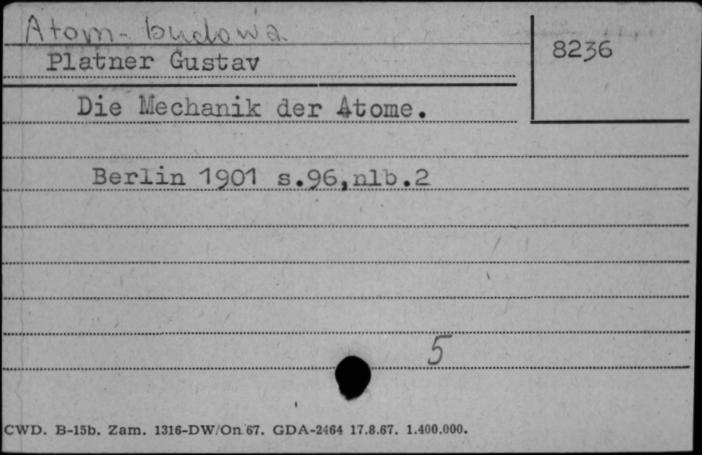 Atom- budowa
8236
Platner Gustav
Die Mechanik der Atome.
Berlin 1901 s.96,nlb.2
5
CWD. B-15b. Zam. 1316-DW/On 67. GDA-2464 17.8.67. 1.400.000.